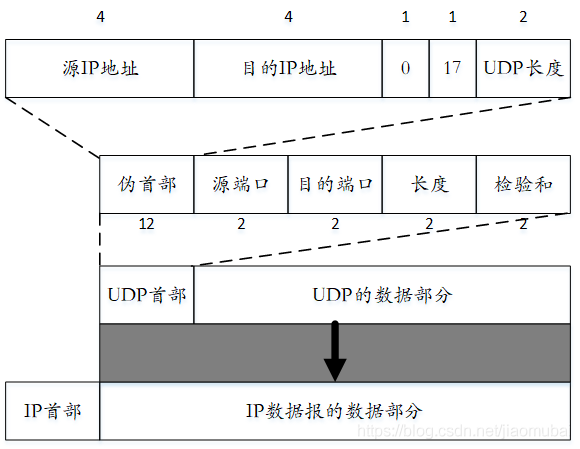 4 4 1 1 2
源IP地址 目的IP地址 0 17 UDP长度
伪首部 源端口 目的端口 长度 检验和
12 2 2 2 2
UDP首部 UDP的数据部分
IP首部 IP数据报的数据部分
https://blog.csdn.net/jiaomuba